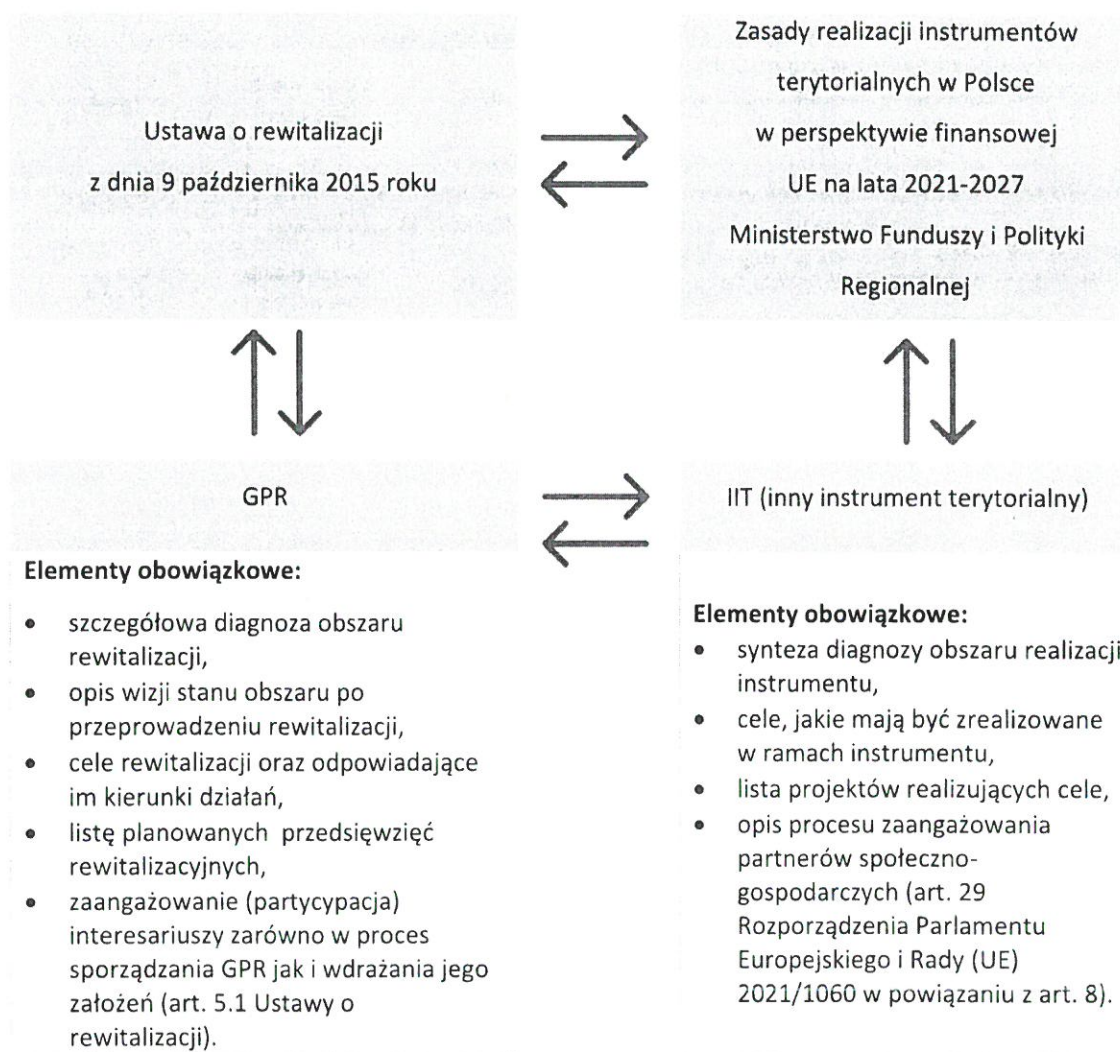 Ustawa o rewitalizacji
z dnia 9 października 2015 roku
Zasady realizacji instrumentów
terytorialnych w Polsce
w perspektywie finansowej
UE na lata 2021-2027
Ministerstwo Funduszy i Polityki
Regionalnej
GPR
IIT (inny instrument terytorialny)
Elementy obowiązkowe:
• szczegółowa diagnoza obszaru
rewitalizacji,
• opis wizji stanu obszaru po
przeprowadzeniu rewitalizacji,
• cele rewitalizacji oraz odpowiadające
im kierunki działań,
• listę planowanych przedsięwzięć
rewitalizacyjnych,
• zaangażowanie (partycypacja)
interesariuszy zarówno w proces
sporządzania GPR jak i wdrażania jego
założeń (art. 5.1 Ustawy o
rewitalizacji).
Elementy obowiązkowe:
• synteza diagnozy obszaru realizacji
instrumentu,
• cele, jakie mają być zrealizowane
w ramach instrumentu,
• lista projektów realizujących cele,
• opis procesu zaangażowania
partnerów społeczno-
gospodarczych (art. 29
Rozporządzenia Parlamentu
Europejskiego i Rady (UE)
2021/1060 w powiązaniu z art. 8).